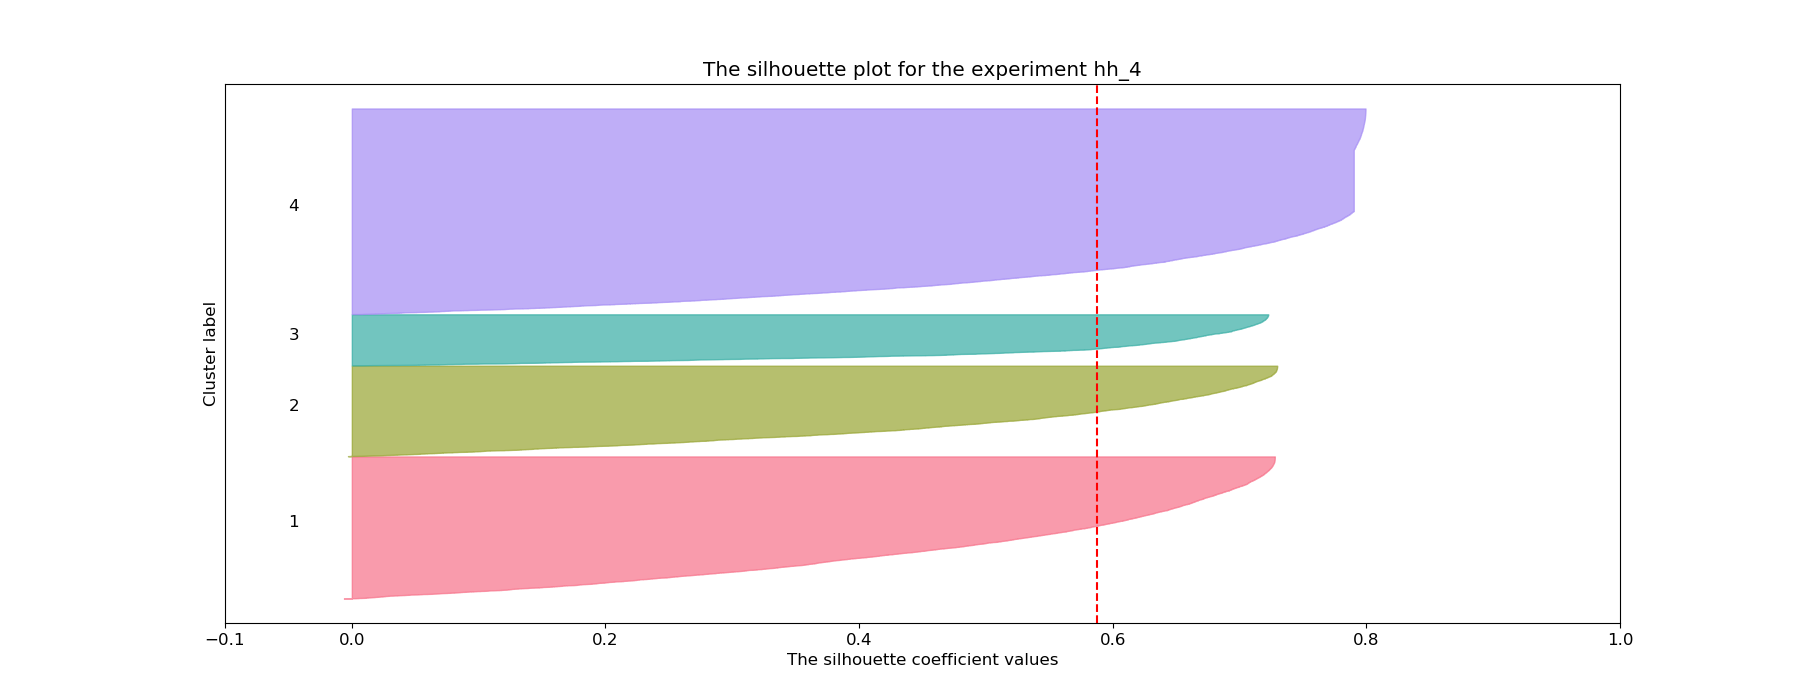 The silhouette plot for the experiment hh_4
Cluster label
4
3
2
1
−0.1 0.0 0.2 0.4 0.6 0.8 1.0
The silhouette coefficient values